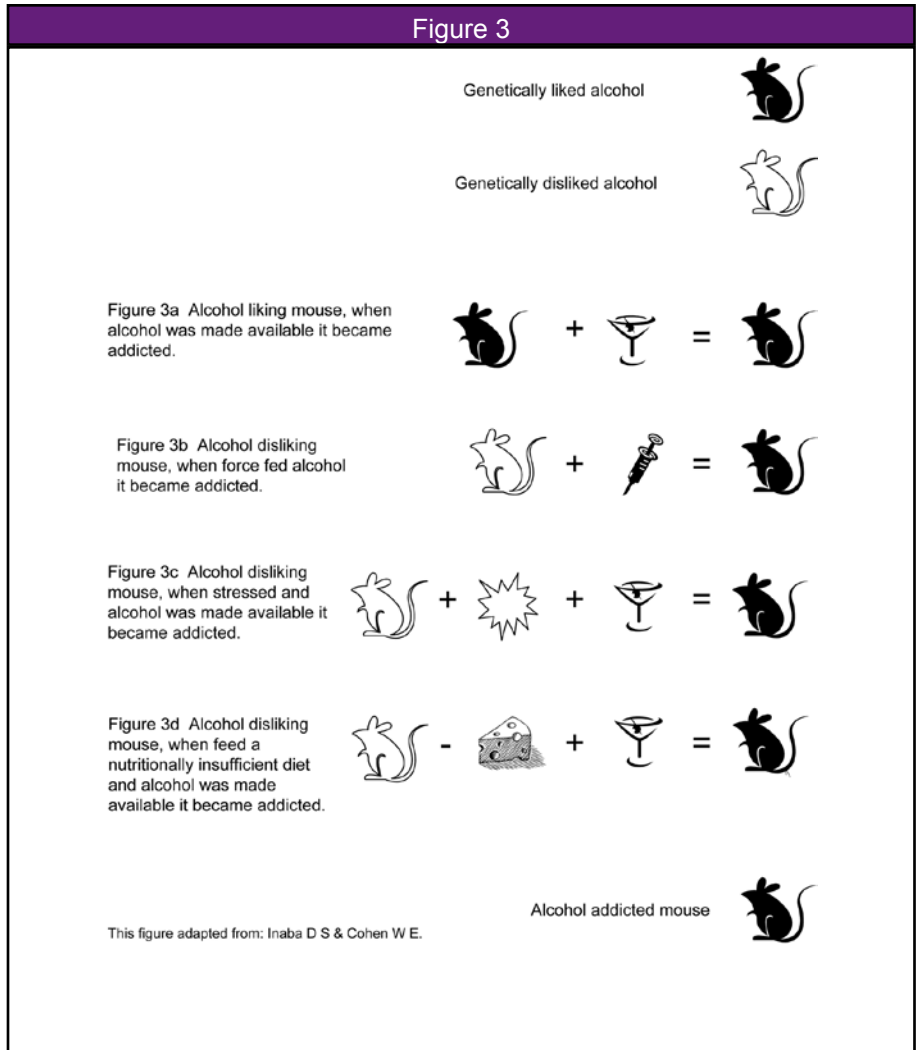 Figure 3
Genetically liked alcohol
Genetically disliked alcohol
Figure 3a Alcohol liking mouse, when
alcohol was made available it became
addicted.
+ =
Figure 3b Alcohol disliking
mouse, when force fed alcohol
it became addicted.
+ =
Figure 3c Alcohol disliking
mouse, when stressed and
alcohol was made available it
became addicted.
+ + =
Figure 3d Alcohol disliking
mouse, when feed a
nutritionally insufficient diet
and alcohol was made
available it became addicted.
- + =
Alcohol addicted mouse
This figure adapted from: Inaba D S & Cohen W E.